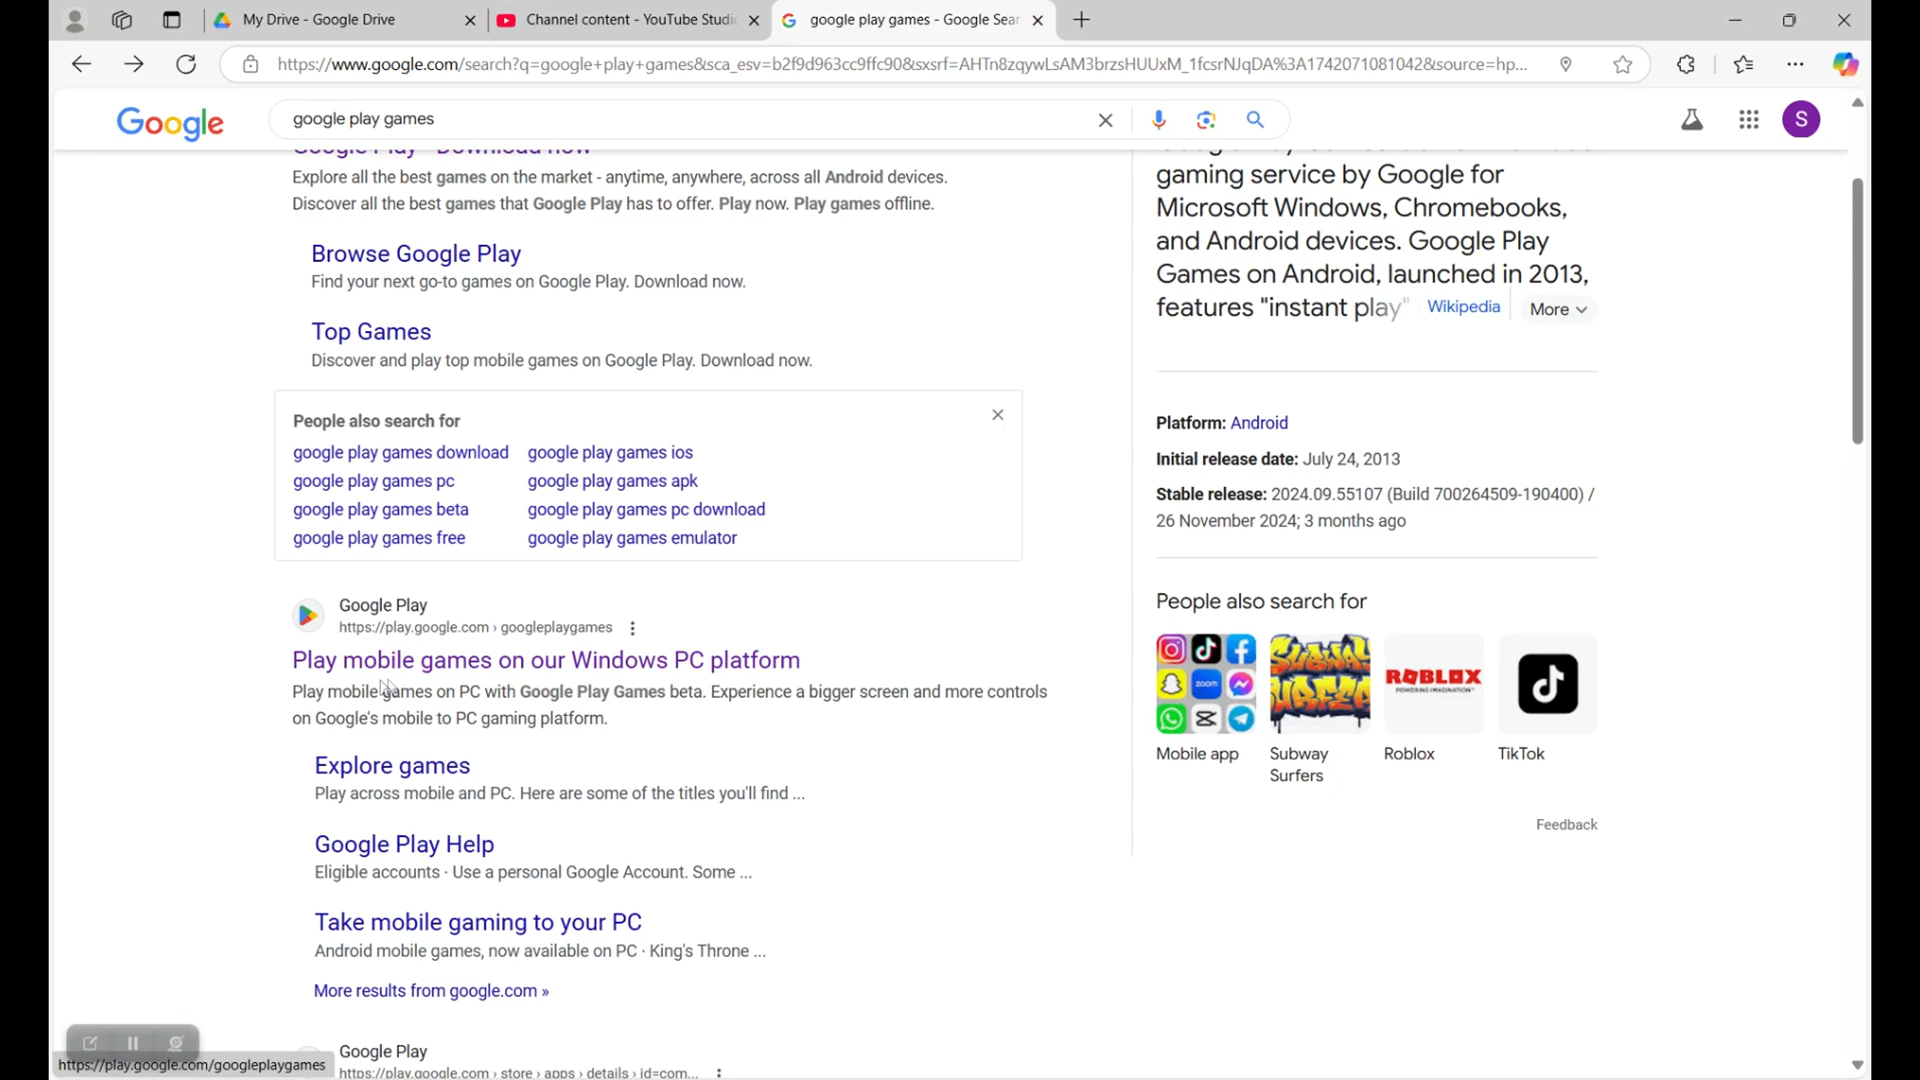 My Drive - Google Drive
Channel content - YouTube Studio
google play games - Google Sear
https://www.google.com/search?q=google+play+games&sca_esv=b2f9d963cc9ffc90&sxsrf=AHTn8zqywLsAM3brzsHUUxM_1fcsrNJqDA%3A1742071081042&source=hp...
Google
google play games
S
Google Play - Download now
Explore all the best games on the market - anytime, anywhere, across all Android devices.
Discover all the best games that Google Play has to offer. Play now. Play games offline.
Browse Google Play
Find your next go-to games on Google Play. Download now.
Top Games
Discover and play top mobile games on Google Play. Download now.
People also search for
google play games download
google play games ios
google play games pc
google play games apk
google play games beta
google play games pc download
google play games free
google play games emulator
Google Play
https://play.google.com › googleplaygames
Play mobile games on our Windows PC platform
Play mobile games on PC with Google Play Games beta. Experience a bigger screen and more controls
on Google's mobile to PC gaming platform.
Explore games
Play across mobile and PC. Here are some of the titles you'll find ...
Google Play Help
Eligible accounts · Use a personal Google Account. Some ...
Take mobile gaming to your PC
Android mobile games, now available on PC · King's Throne ...
More results from google.com »
Google Play
https://play.google.com › store › apps › details › id=com...
https://play.google.com/googleplaygames
gaming service by Google for
Microsoft Windows, Chromebooks,
and Android devices. Google Play
Games on Android, launched in 2013,
features "instant play" Wikipedia More
Platform: Android
Initial release date: July 24, 2013
Stable release: 2024.09.55107 (Build 700264509-190400) /
26 November 2024; 3 months ago
People also search for
zoom
SUBWAY
SURFERS
ROBLOX
POWERING IMAGINATION
Mobile app
Subway
Surfers
Roblox
TikTok
Feedback